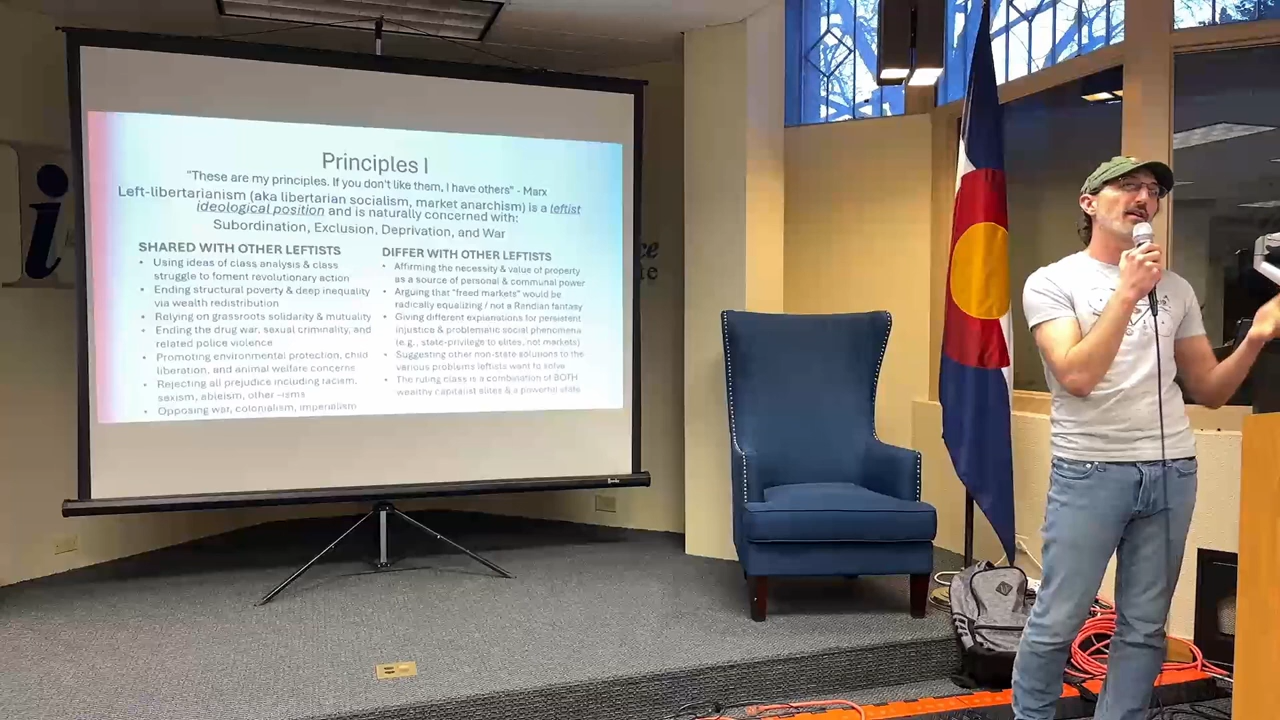 Principles I
"These are my principles. If you don't like them, I have others" - Marx
Left-libertarianism (aka libertarian socialism, market anarchism) is a leftist
ideological position and is naturally concerned with:
Subordination, Exclusion, Deprivation, and War
SHARED WITH OTHER LEFTISTS
• Using ideas of class analysis & class
struggle to foment revolutionary action
• Ending structural poverty & deep inequality
via wealth redistribution
• Relying on grassroots solidarity & mutuality
• Ending the drug war, sexual criminality, and
related police violence
• Promoting environmental protection, child
liberation, and animal welfare concerns
• Rejecting all prejudice including racism,
sexism, ableism, other -isms
• Opposing war, colonialism, imperialism
DIFFER WITH OTHER LEFTISTS
• Affirming the necessity & value of property
as a source of personal & communal power
• Arguing that "freed markets" would be
radically equalizing / not a Randian fantasy
• Giving different explanations for persistent
injustice & problematic social phenomena
(e.g., state-privilege to elites, not markets)
• Suggesting other non-state solutions to the
various problems leftists want to solve
• The ruling class is a combination of BOTH
wealthy capitalist elites & a powerful state
i